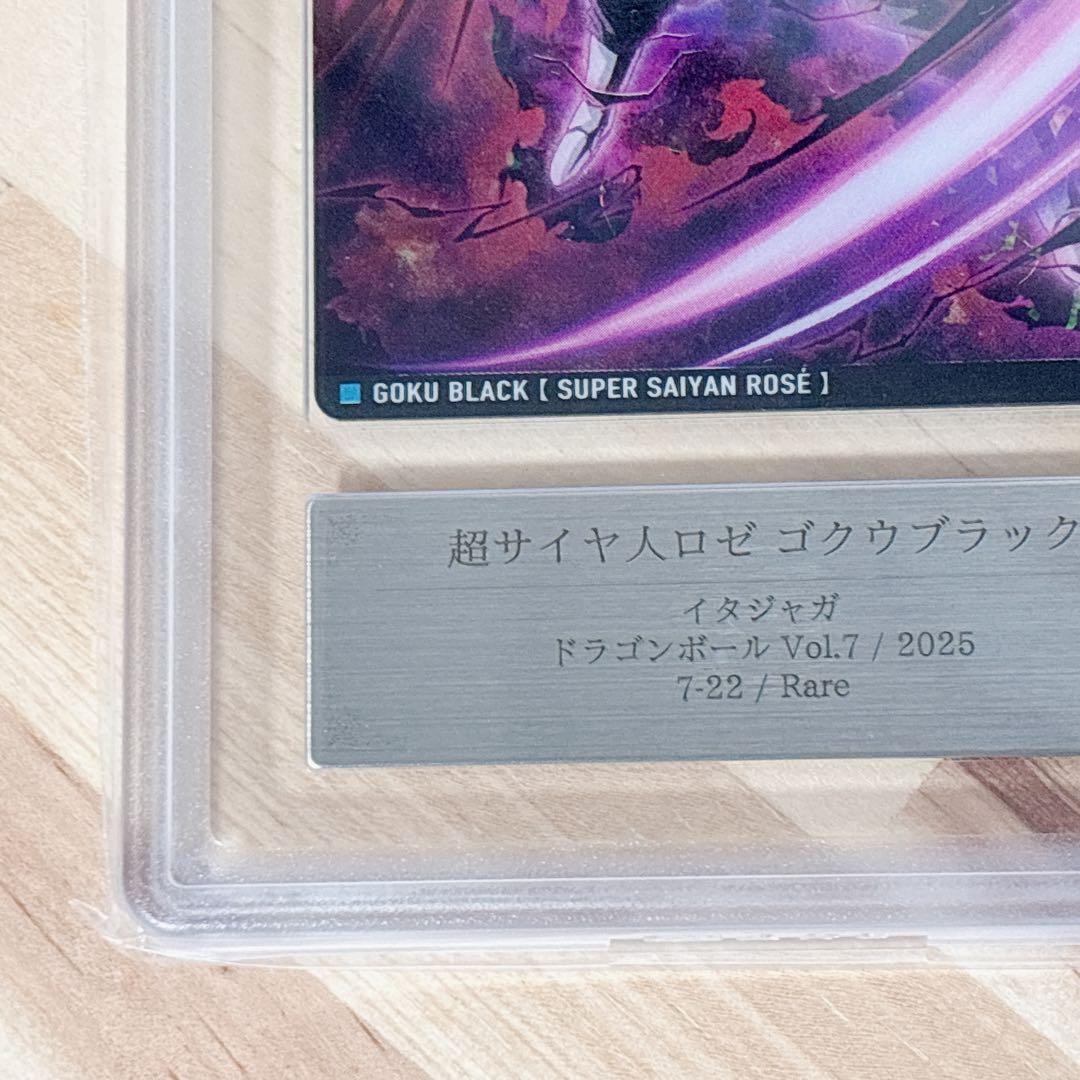 GOKU BLACK【 SUPER SAIYAN ROSÉ 】
超サイヤ人ロゼ ゴクウブラック
イタジャガ
ドラゴンボール Vol.7 / 2025
7-22 / Rare